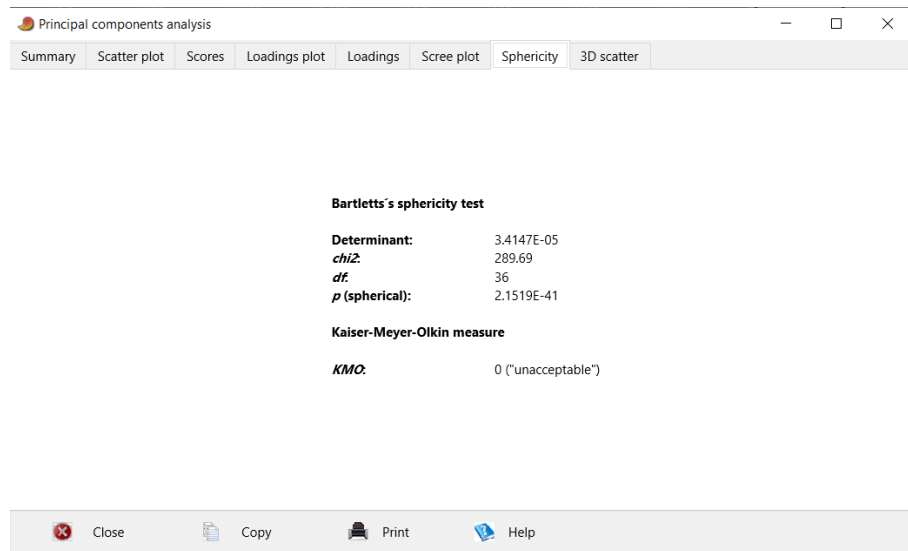 Principal components analysis
Summary Scatter plot Scores Loadings plot Loadings Scree plot Sphericity 3D scatter
Bartletts´s sphericity test
Determinant: 3.4147E-05
chi2: 289.69
df: 36
p (spherical): 2.1519E-41
Kaiser-Meyer-Olkin measure
KMO: 0 ("unacceptable")
Close Copy Print Help